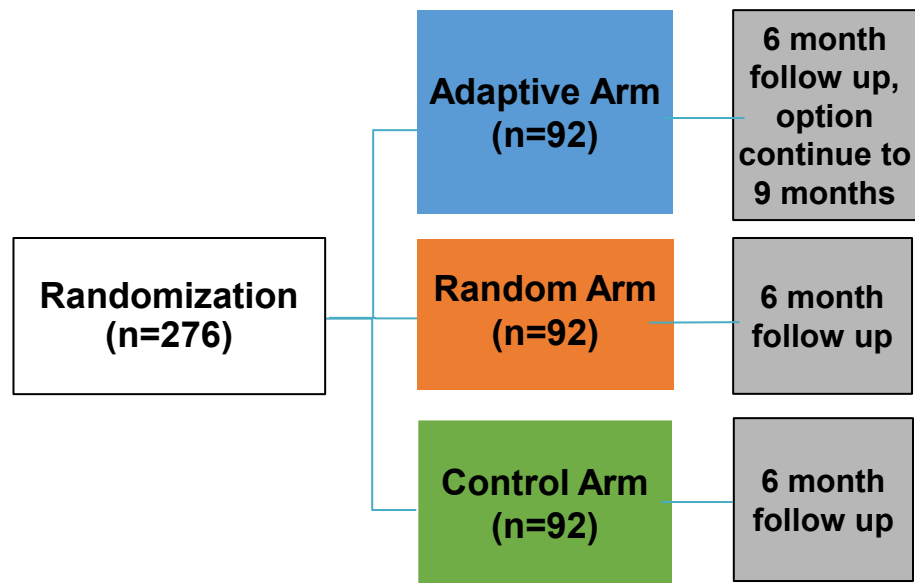 Randomization
(n=276)
Adaptive Arm
(n=92)
6 month
follow up,
option
continue to
9 months
Random Arm
(n=92)
6 month
follow up
Control Arm
(n=92)
6 month
follow up